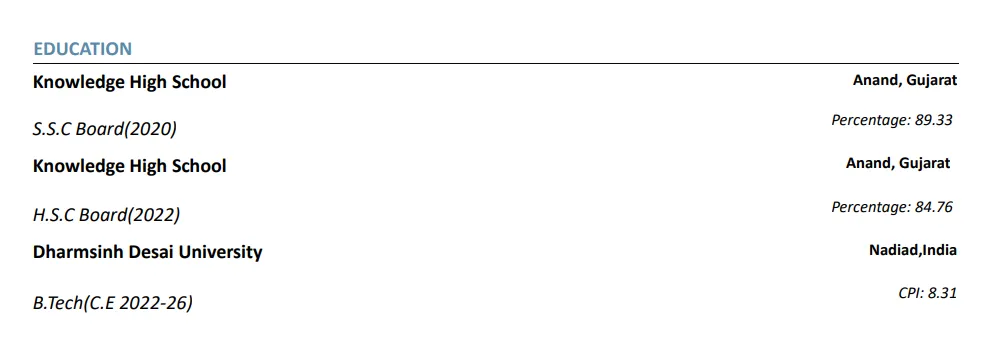 EDUCATION
Knowledge High School Anand, Gujarat
S.S.C Board(2020) Percentage: 89.33
Knowledge High School Anand, Gujarat
H.S.C Board(2022) Percentage: 84.76
Dharmsinh Desai University Nadiad,India
B.Tech(C.E 2022-26) CPI: 8.31